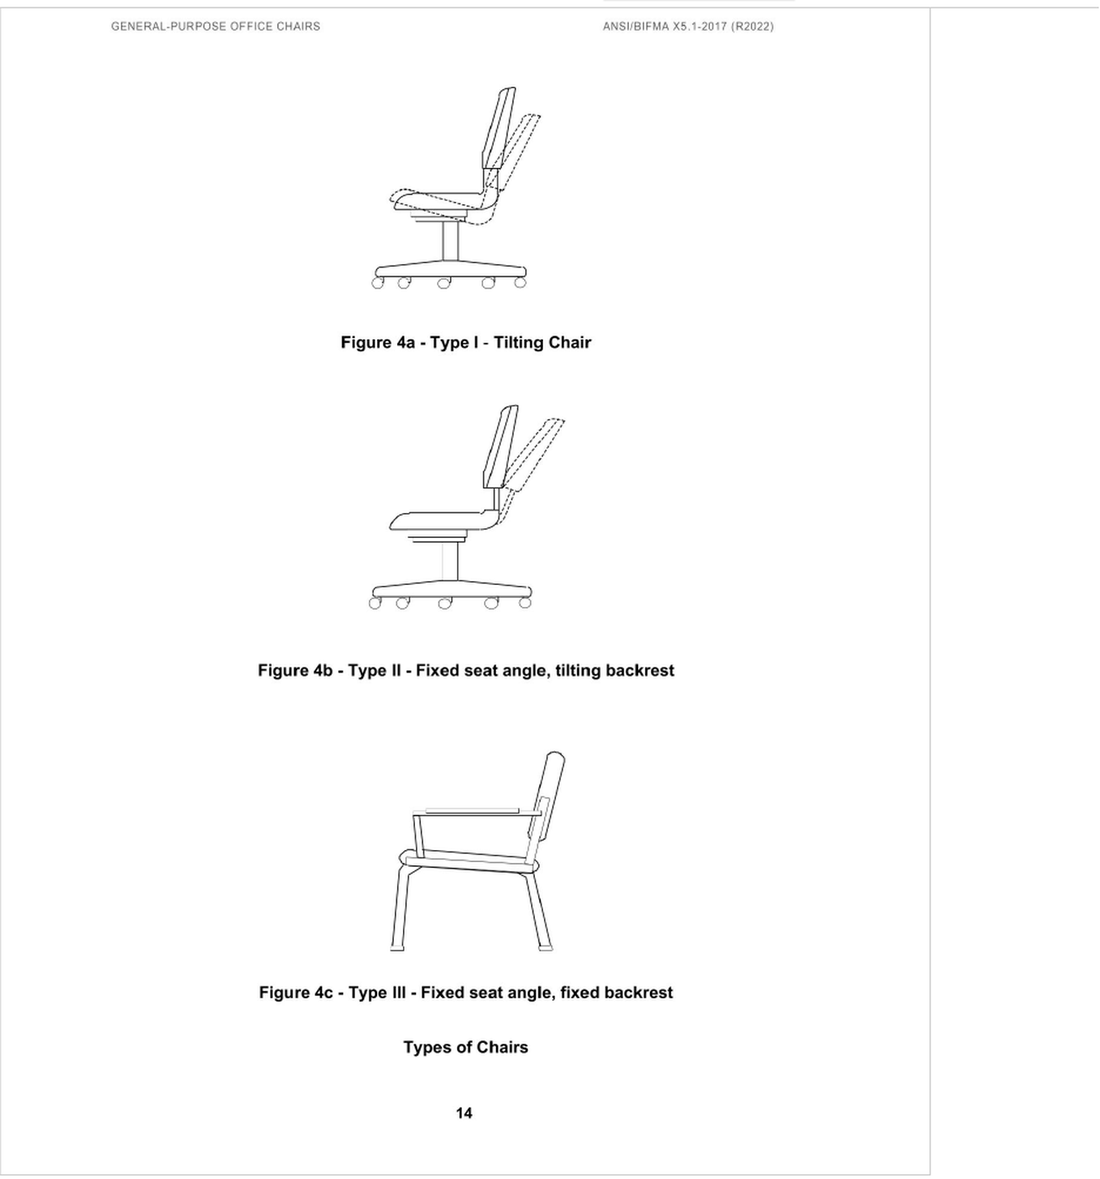 GENERAL-PURPOSE OFFICE CHAIRS
ANSI/BIFMA X5.1-2017 (R2022)
Figure 4a - Type I - Tilting Chair
Figure 4b - Type II - Fixed seat angle, tilting backrest
Figure 4c - Type III - Fixed seat angle, fixed backrest
Types of Chairs
14